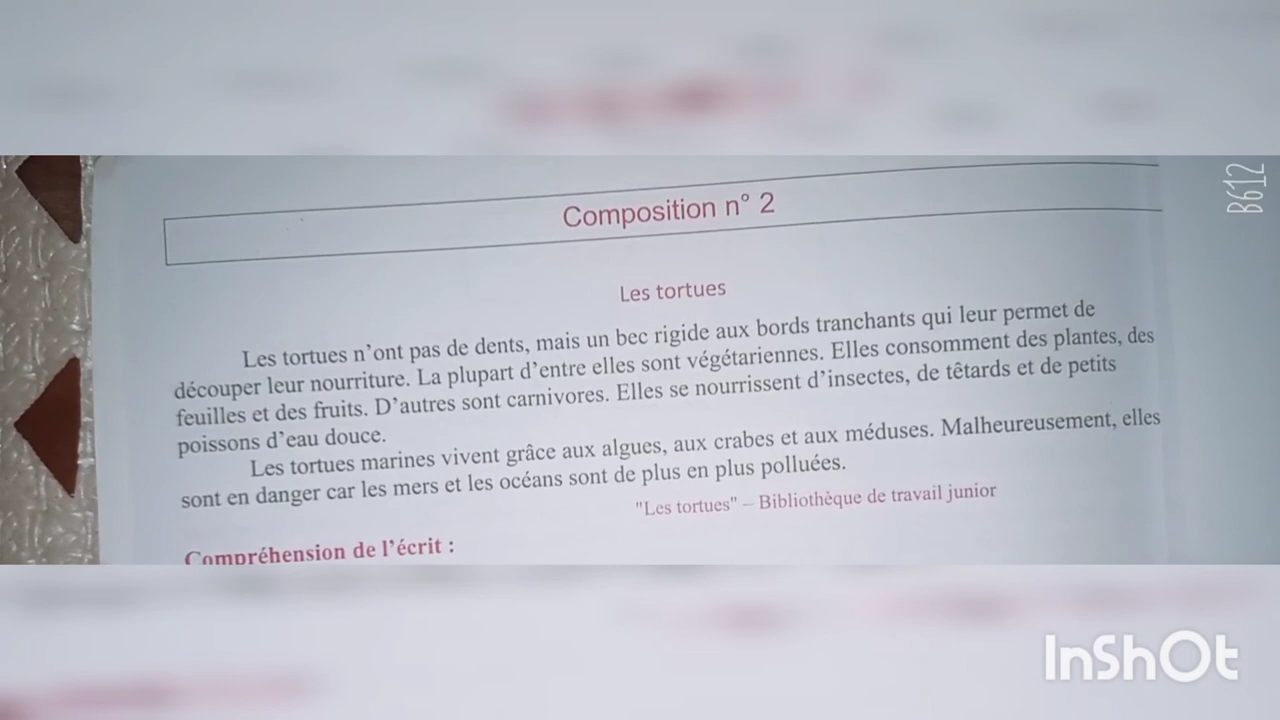 Composition n° 2
Les tortues
Les tortues n'ont pas de dents, mais un bec rigide aux bords tranchants qui leur permet de
découper leur nourriture. La plupart d'entre elles sont végétariennes. Elles consomment des plantes, des
feuilles et des fruits. D'autres sont carnivores. Elles se nourrissent d'insectes, de têtards et de petits
poissons d'eau douce.
Les tortues marines vivent grâce aux algues, aux crabes et aux méduses. Malheureusement, elles
sont en danger car les mers et les océans sont de plus en plus polluées.
"Les tortues" – Bibliothèque de travail junior
Compréhension de l'écrit :
B612
InShOt